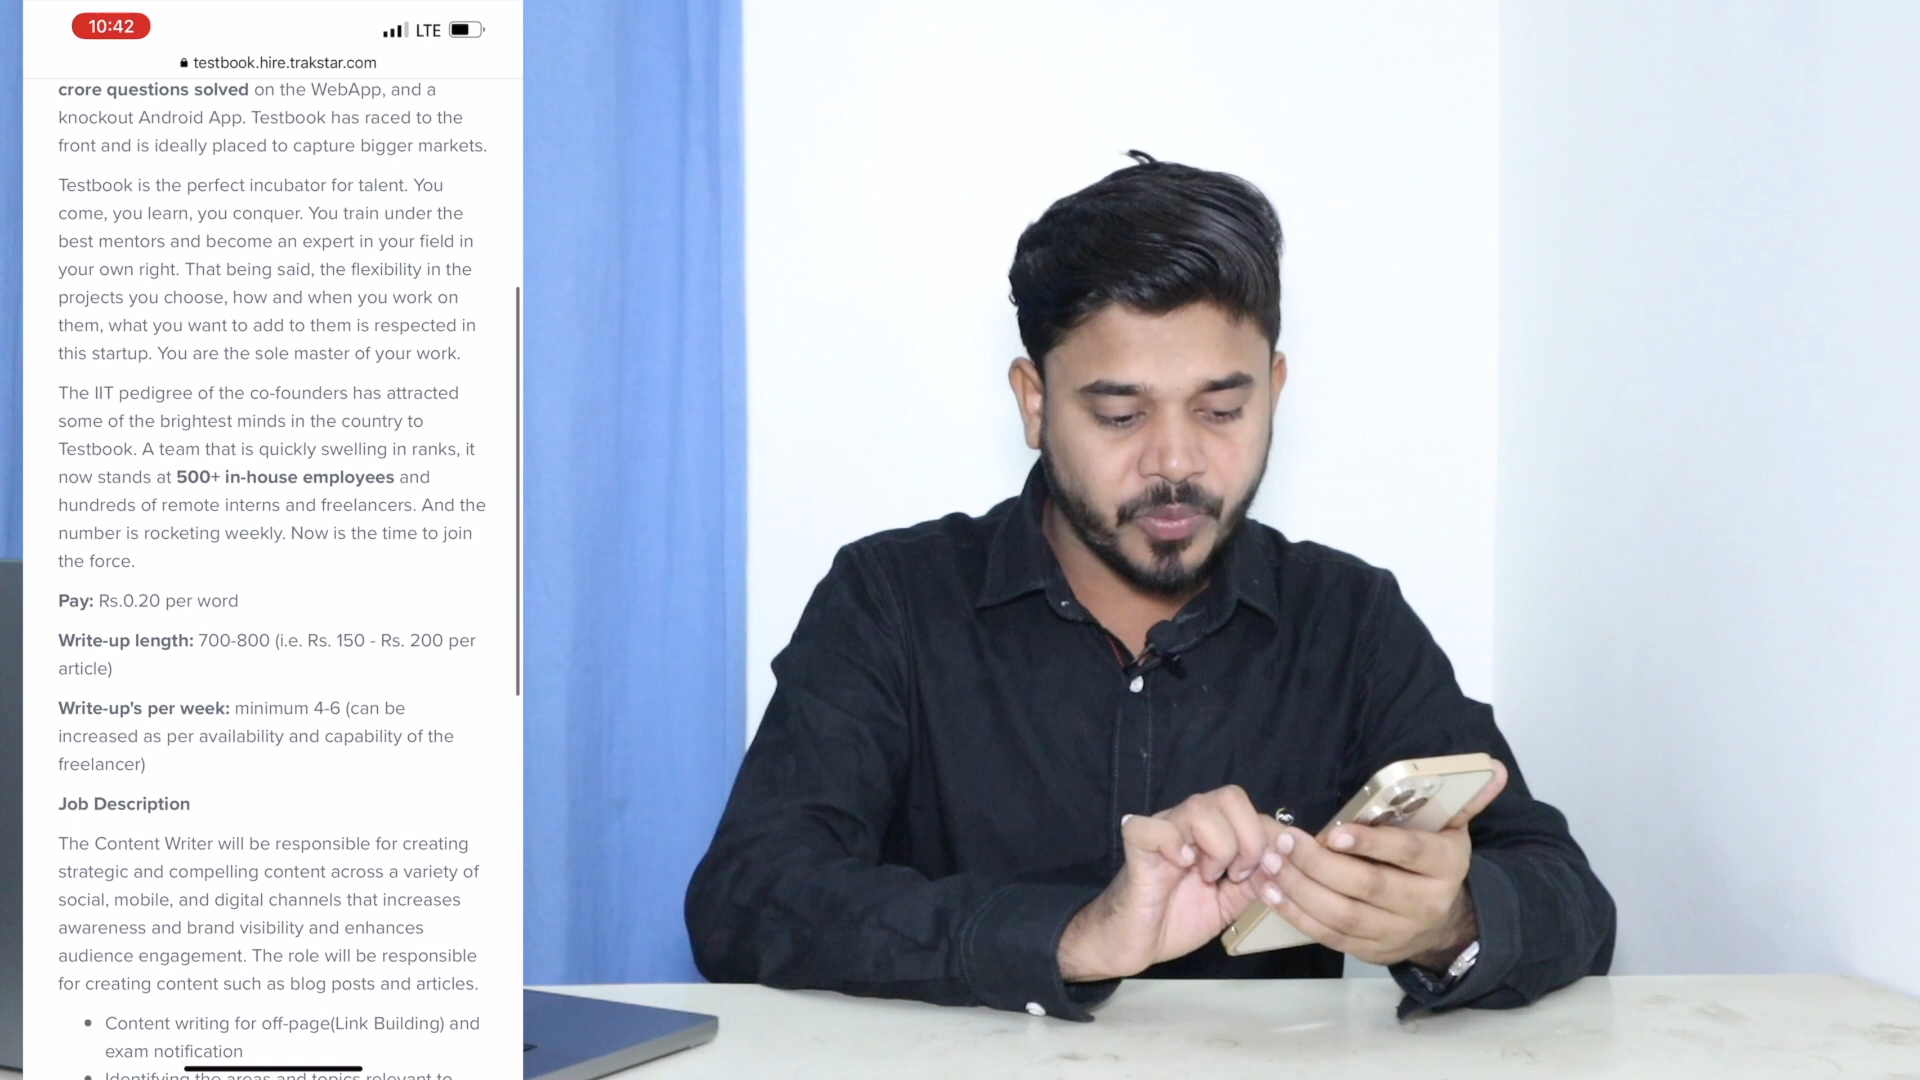 10:42
LTE
testbook.hire.trakstar.com
crore questions solved on the WebApp, and a
knockout Android App. Testbook has raced to the
front and is ideally placed to capture bigger markets.
Testbook is the perfect incubator for talent. You
come, you learn, you conquer. You train under the
best mentors and become an expert in your field in
your own right. That being said, the flexibility in the
projects you choose, how and when you work on
them, what you want to add to them is respected in
this startup. You are the sole master of your work.
The IIT pedigree of the co-founders has attracted
some of the brightest minds in the country to
Testbook. A team that is quickly swelling in ranks, it
now stands at 500+ in-house employees and
hundreds of remote interns and freelancers. And the
number is rocketing weekly. Now is the time to join
the force.
Pay: Rs.0.20 per word
Write-up length: 700-800 (i.e. Rs. 150 - Rs. 200 per
article)
Write-up's per week: minimum 4-6 (can be
increased as per availability and capability of the
freelancer)
Job Description
The Content Writer will be responsible for creating
strategic and compelling content across a variety of
social, mobile, and digital channels that increases
awareness and brand visibility and enhances
audience engagement. The role will be responsible
for creating content such as blog posts and articles.
• Content writing for off-page(Link Building) and
exam notification
• Identifying the areas and topics relevant to